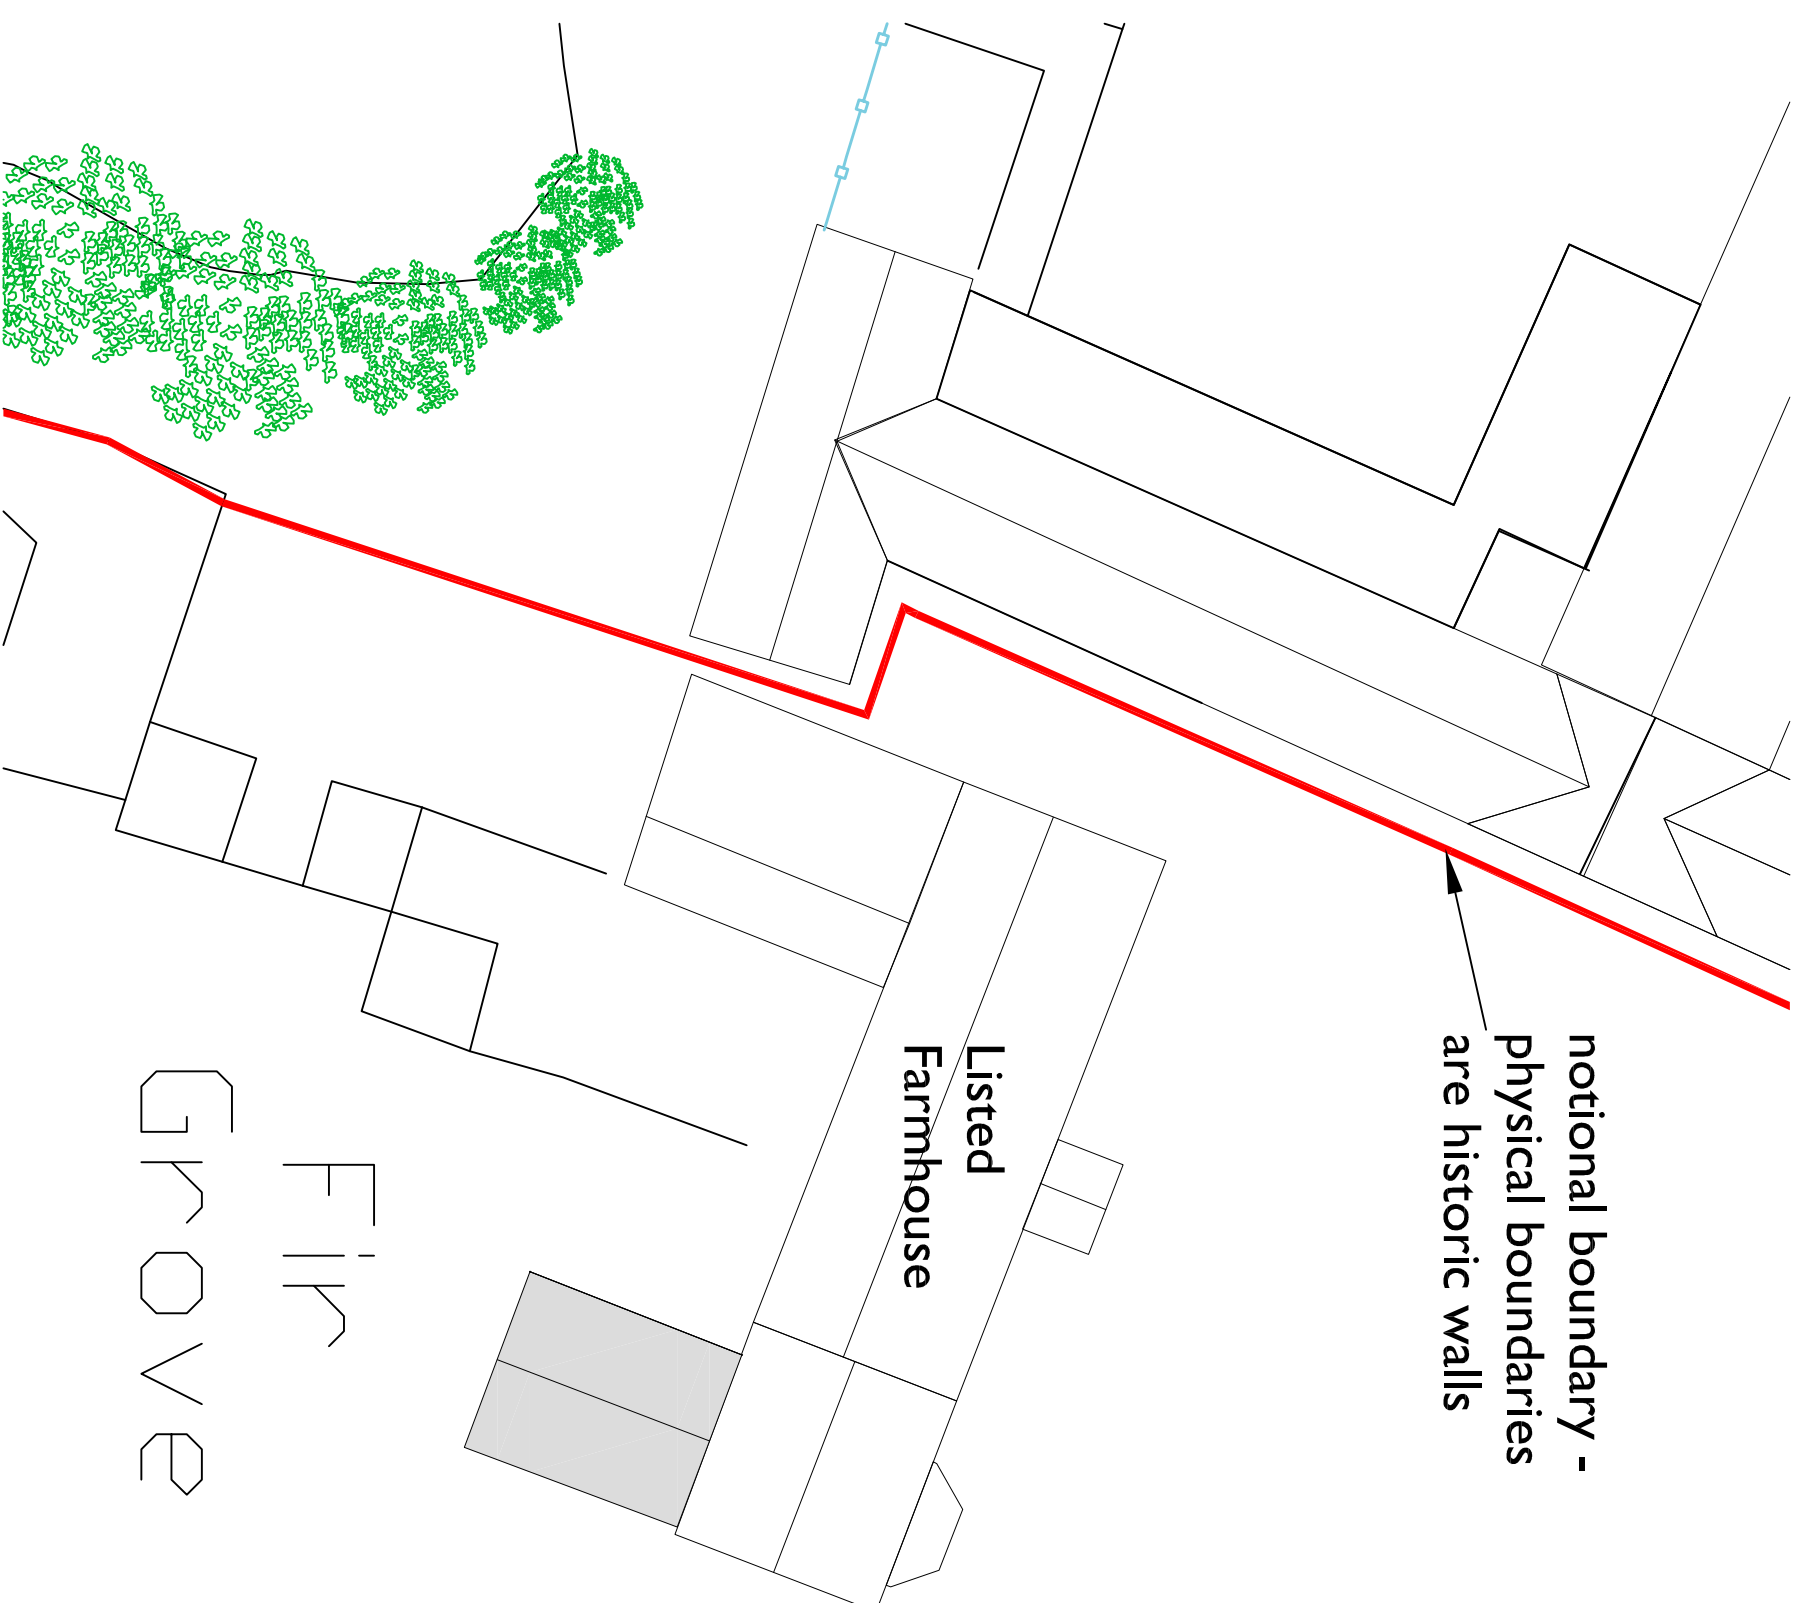 notional boundary -
physical boundaries
are historic walls
Listed
Farmhouse
Fir
Grove